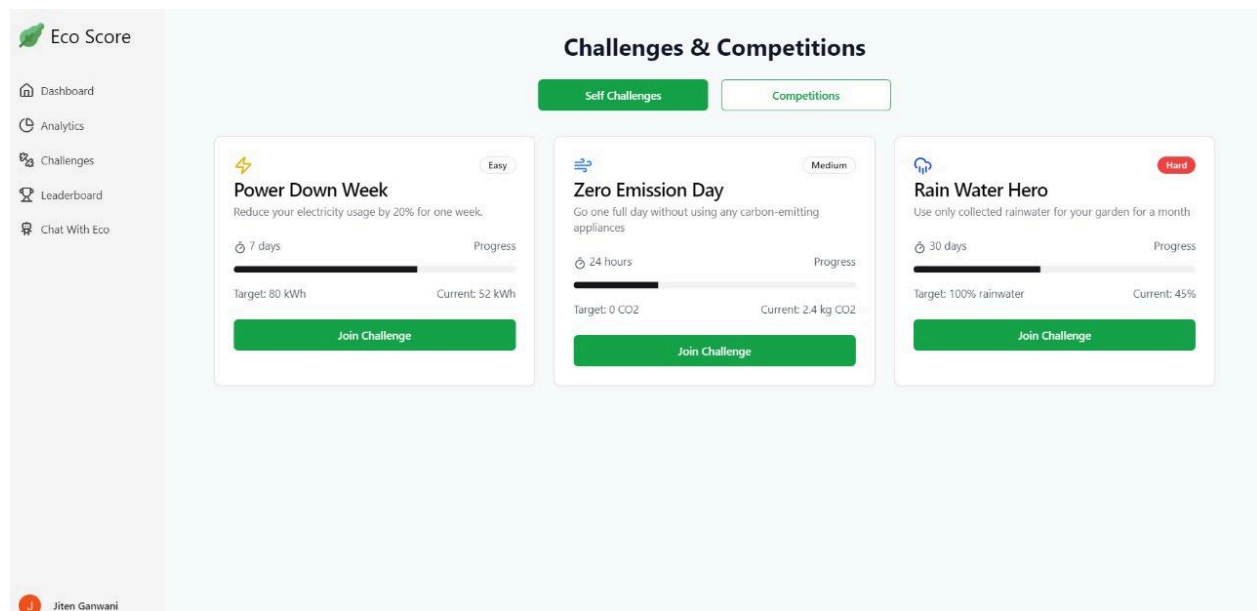 Eco Score
Dashboard
Analytics
Challenges
Leaderboard
Chat With Eco
Jiten Ganwani
J
Challenges & Competitions
Self Challenges
Competitions
Easy
Power Down Week
Reduce your electricity usage by 20% for one week.
7 days
Progress
Target: 80 kWh
Current: 52 kWh
Join Challenge
Medium
Zero Emission Day
Go one full day without using any carbon-emitting
appliances
24 hours
Progress
Target: 0 CO2
Current: 2.4 kg CO2
Join Challenge
Hard
Rain Water Hero
Use only collected rainwater for your garden for a month
30 days
Progress
Target: 100% rainwater
Current: 45%
Join Challenge